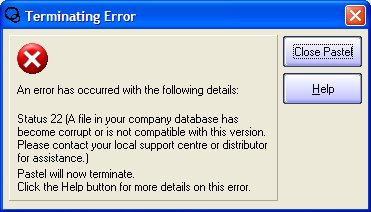 Terminating Error
Close Pastel
Help
An error has occurred with the following details:
Status 22 (A file in your company database has
become corrupt or is not compatible with this version.
Please contact your local support centre or distributor
for assistance.)
Pastel will now terminate.
Click the Help button for more details on this error.